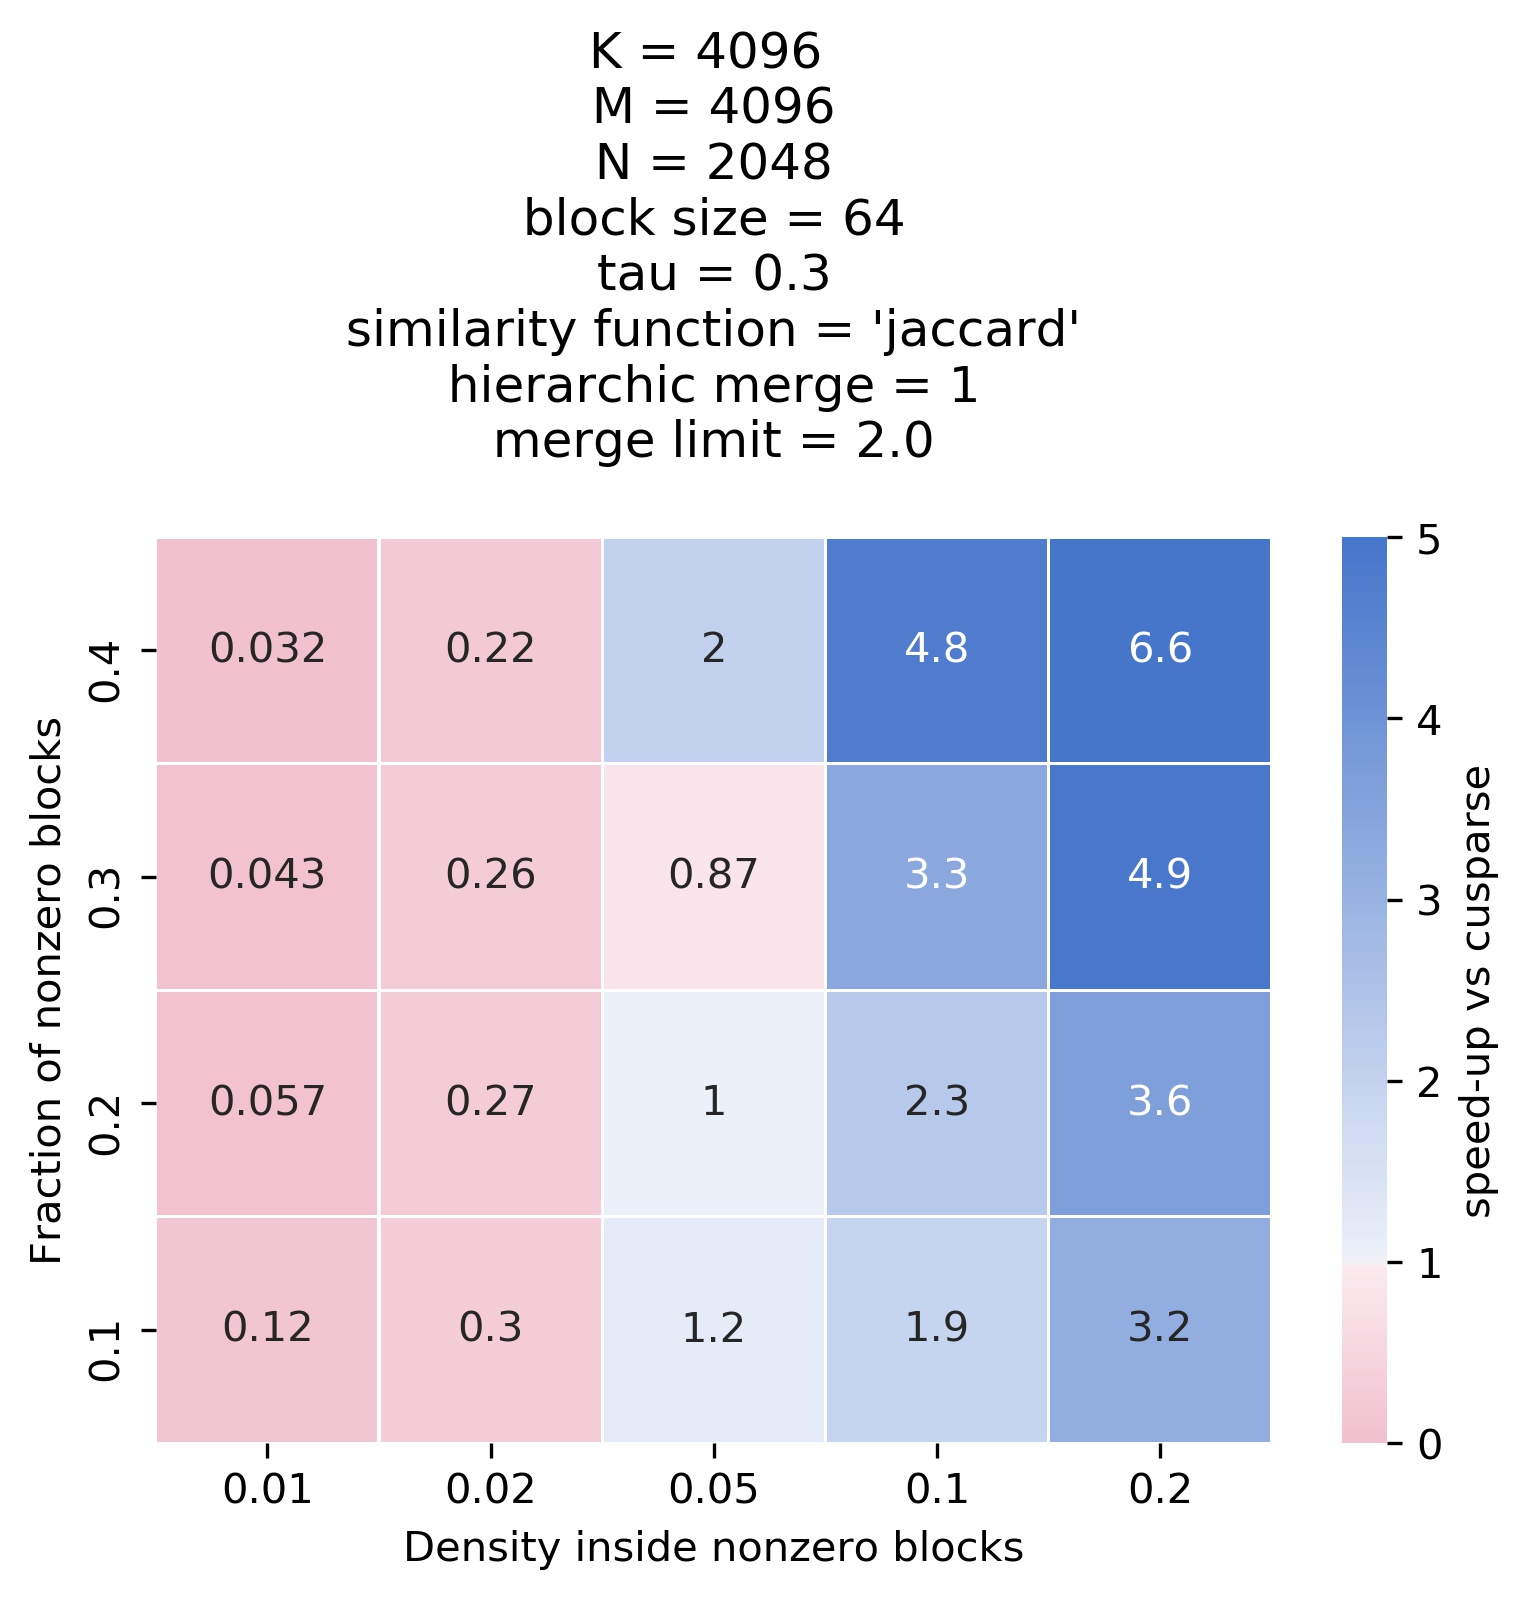 K = 4096
M = 4096
N = 2048
block size = 64
tau = 0.3
similarity function = 'jaccard'
hierarchic merge = 1
merge limit = 2.0
Fraction of nonzero blocks
0.4
0.032 0.22 2 4.8 6.6
0.3
0.043 0.26 0.87 3.3 4.9
0.2
0.057 0.27 1 2.3 3.6
0.1
0.12 0.3 1.2 1.9 3.2
0.01 0.02 0.05 0.1 0.2
Density inside nonzero blocks
5
4
3
2
1
0
speed-up vs cusparse